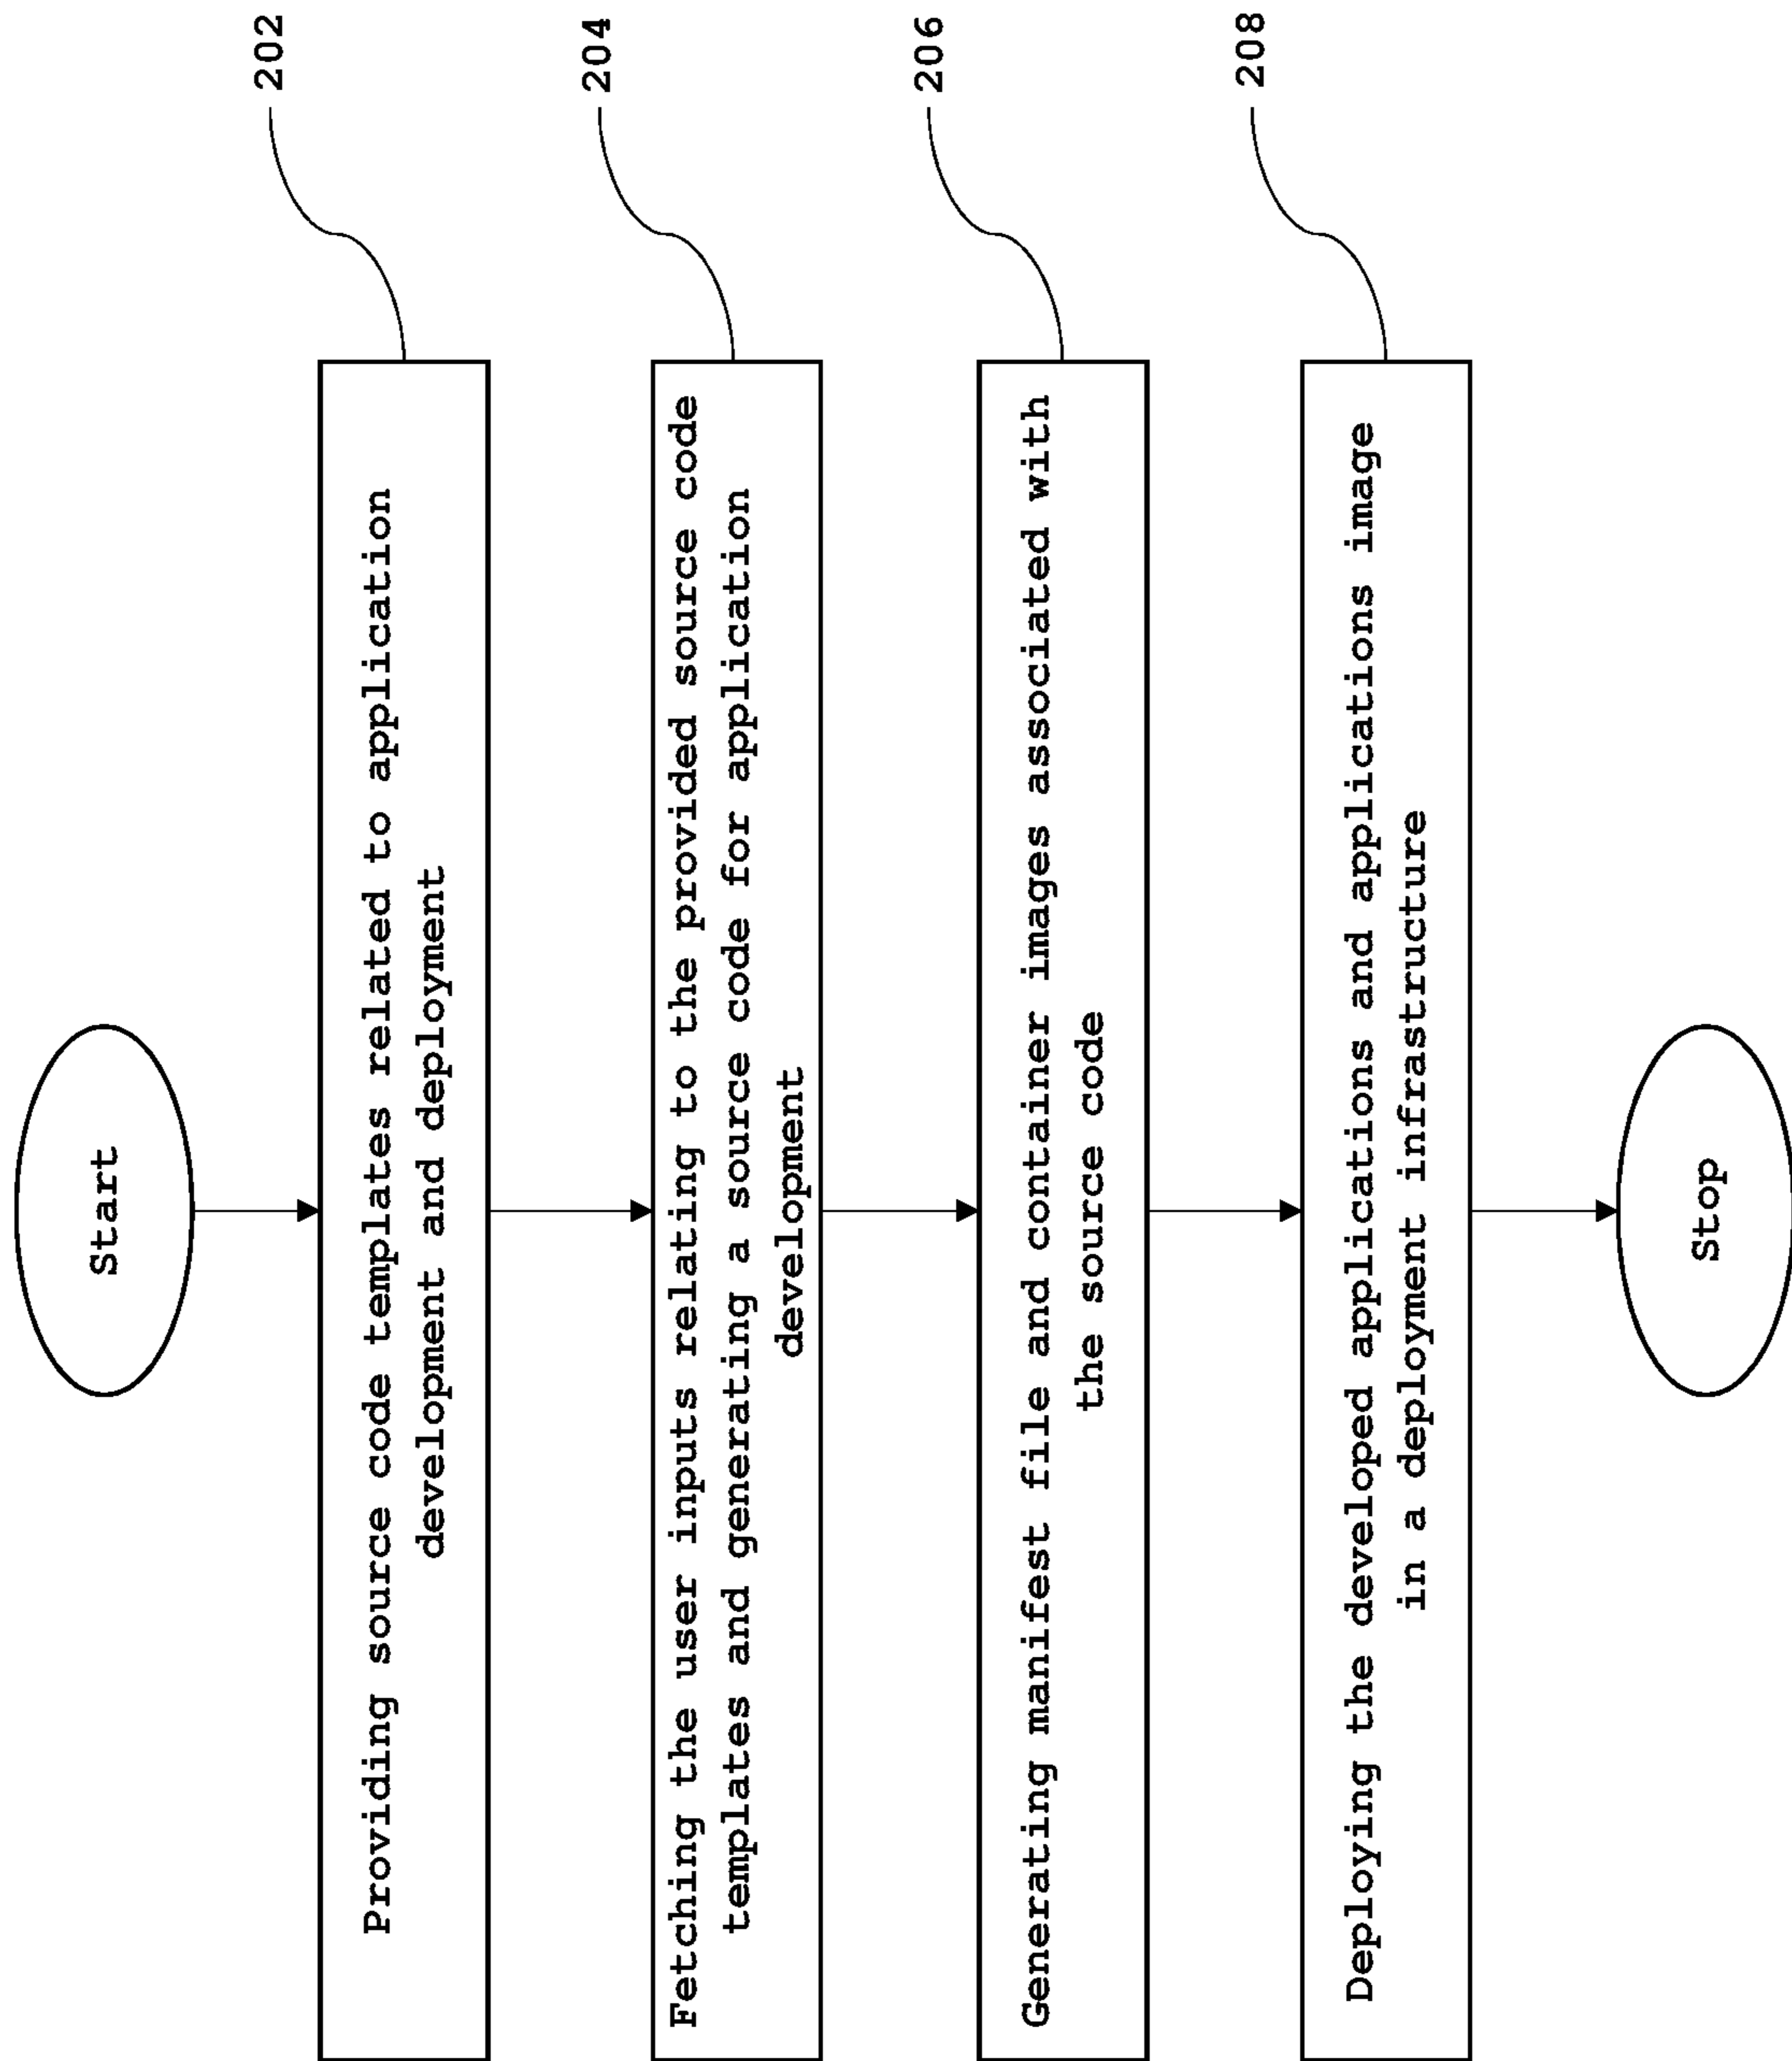 Start
202
Providing source code templates related to application
development and deployment
204
Fetching the user inputs relating to the provided source code
templates and generating a source code for application
development
206
Generating manifest file and container images associated with
the source code
208
Deploying the developed applications and applications image
in a deployment infrastructure
Stop